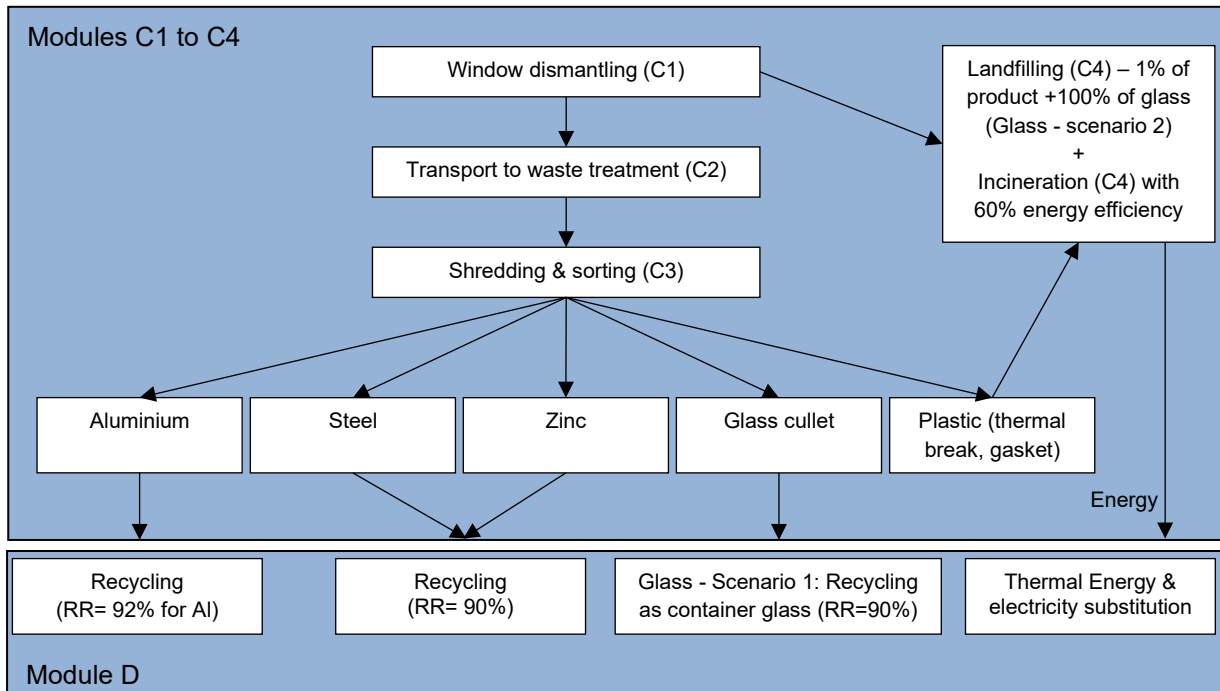 Modules C1 to C4
Window dismantling (C1)
Landfilling (C4) – 1% of
product +100% of glass
(Glass - scenario 2)
+
Incineration (C4) with
60% energy efficiency
Transport to waste treatment (C2)
Shredding & sorting (C3)
Aluminium
Steel
Zinc
Glass cullet
Plastic (thermal
break, gasket)
Energy
Recycling
(RR= 92% for Al)
Recycling
(RR= 90%)
Glass - Scenario 1: Recycling
as container glass (RR=90%)
Thermal Energy &
electricity substitution
Module D